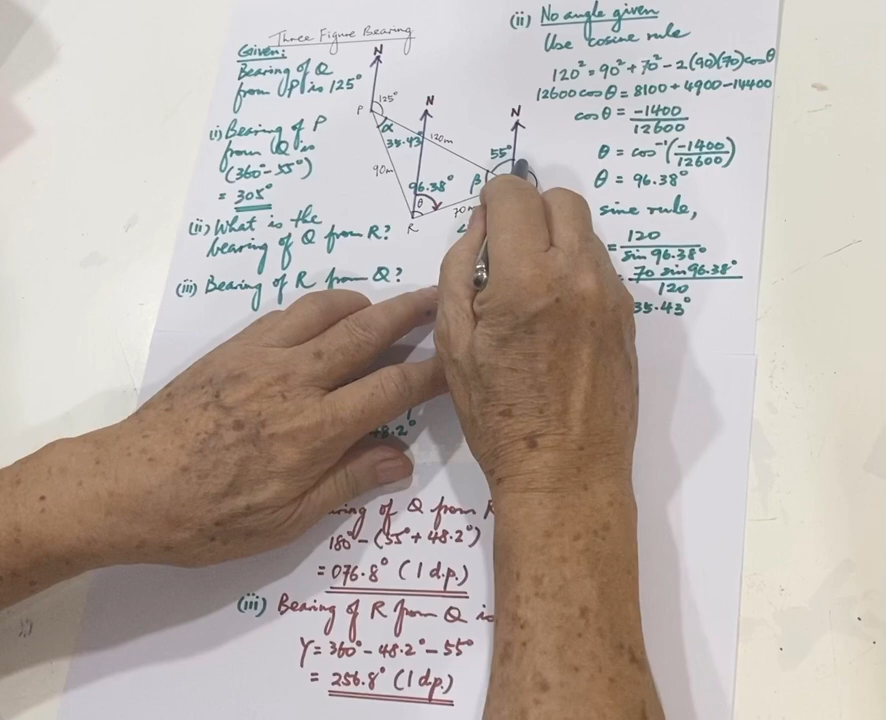 Three Figure Bearing
Given:
Bearing of Q
from P is 125°
(i) Bearing of P
from Q is
(360°-55°)
= 305°
(ii) What is the
bearing of Q from R?
(iii) Bearing of R from Q?
N
P
125°
α
35.43°
N
120m
90m
96.38°
θ
R
70m
N
55°
β
(ii) No angle given
Use cosine rule
120² = 90² + 70² - 2(90)(70)cosθ
12600 cosθ = 8100 + 4900 - 14400
cosθ = -1400/12600
θ = cos⁻¹(-1400/12600)
θ = 96.38°
sine rule,
= 120/sin 96.38°
70 sin 96.38°/120
35.43°
48.2°
of Q from R
180° - (55° + 48.2°)
= 076.8° (1 d.p.)
(iii) Bearing of R from Q is
γ = 360° - 48.2° - 55°
= 256.8° (1 d.p.)